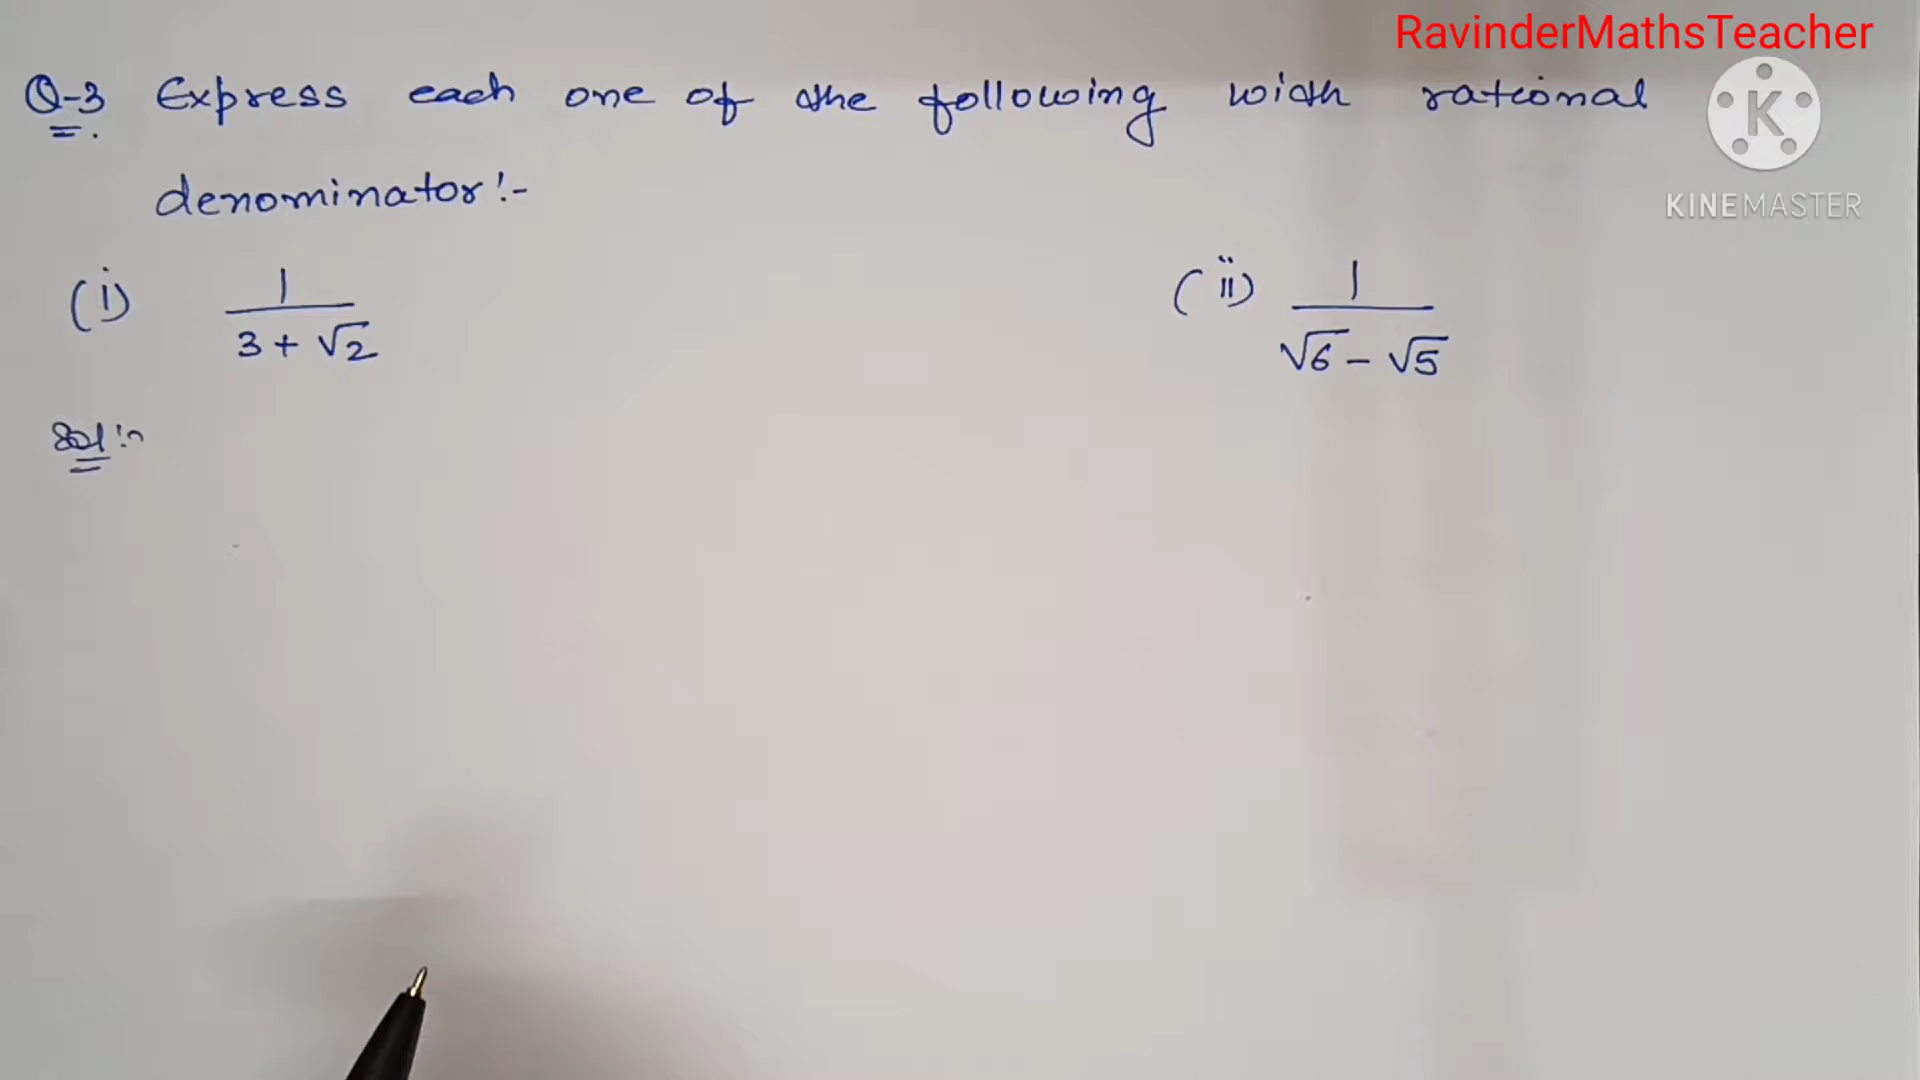 RavinderMathsTeacher
Q-3 Express each one of the following with rational
KINEMASTER
denominator:-
(i) 1/(3+√2) (ii) 1/(√6-√5)
Sol:-